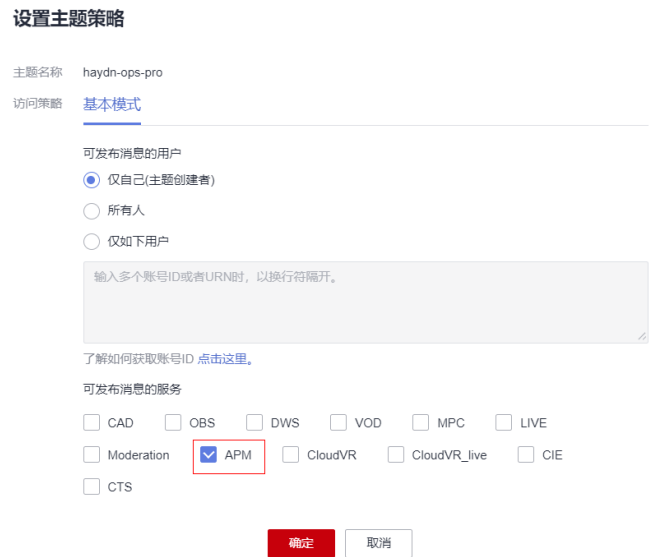 设置主题策略
主题名称 haydn-ops-pro
访问策略 基本模式
可发布消息的用户
仅自己(主题创建者)
所有人
仅如下用户
输入多个账号ID或者URN时，以换行符隔开。
了解如何获取账号ID 点击这里。
可发布消息的服务
CAD OBS DWS VOD MPC LIVE
Moderation APM CloudVR CloudVR_live CIE
CTS
确定 取消